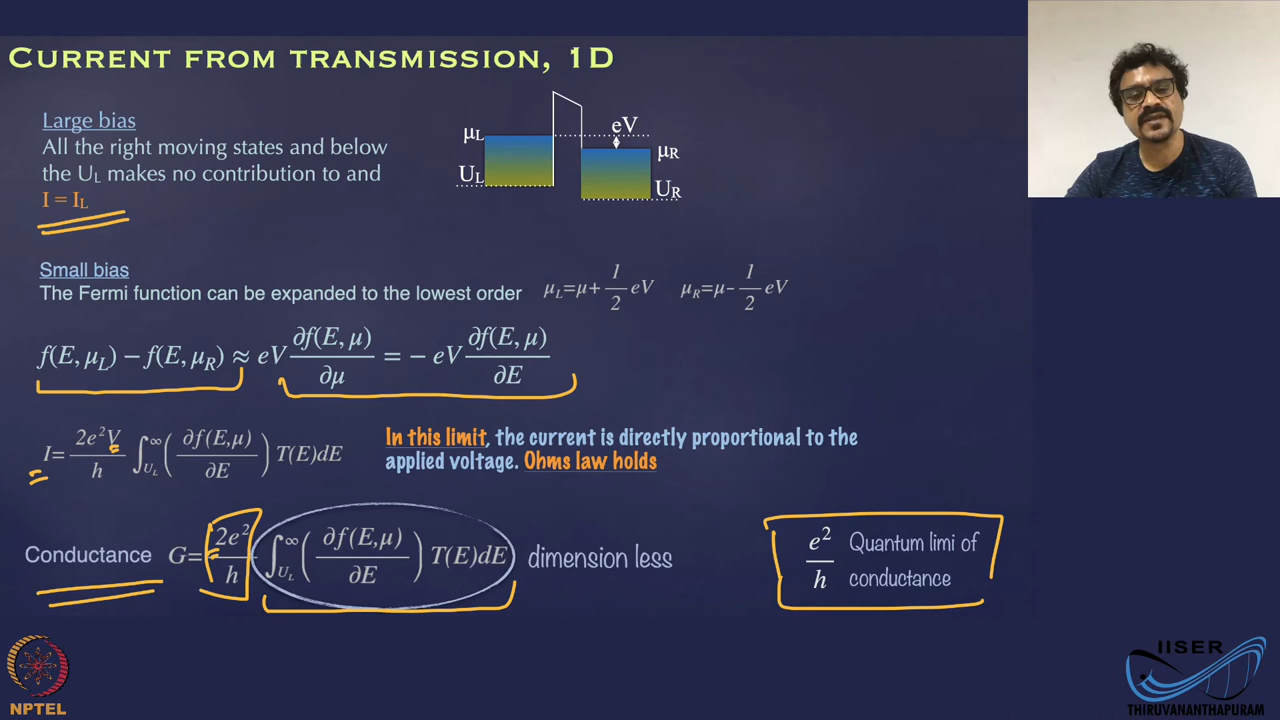 CURRENT FROM TRANSMISSION, 1D
Large bias
All the right moving states and below
the U_L makes no contribution to and
I = I_L
μ_L
U_L
eV
μ_R
U_R
Small bias
The Fermi function can be expanded to the lowest order
μ_L=μ+ 1/2 eV μ_R=μ- 1/2 eV
f(E, μ_L) − f(E, μ_R) ≈ eV ∂f(E, μ)/∂μ = − eV ∂f(E, μ)/∂E
I= 2e²V/h ∫_{U_L}^∞ ( ∂f(E,μ)/∂E ) T(E)dE
In this limit, the current is directly proportional to the
applied voltage. Ohms law holds
Conductance G= 2e²/h ∫_{U_L}^∞ ( ∂f(E,μ)/∂E ) T(E)dE dimension less
e²/h Quantum limi of
conductance
NPTEL
IISER
THIRUVANANTHAPURAM